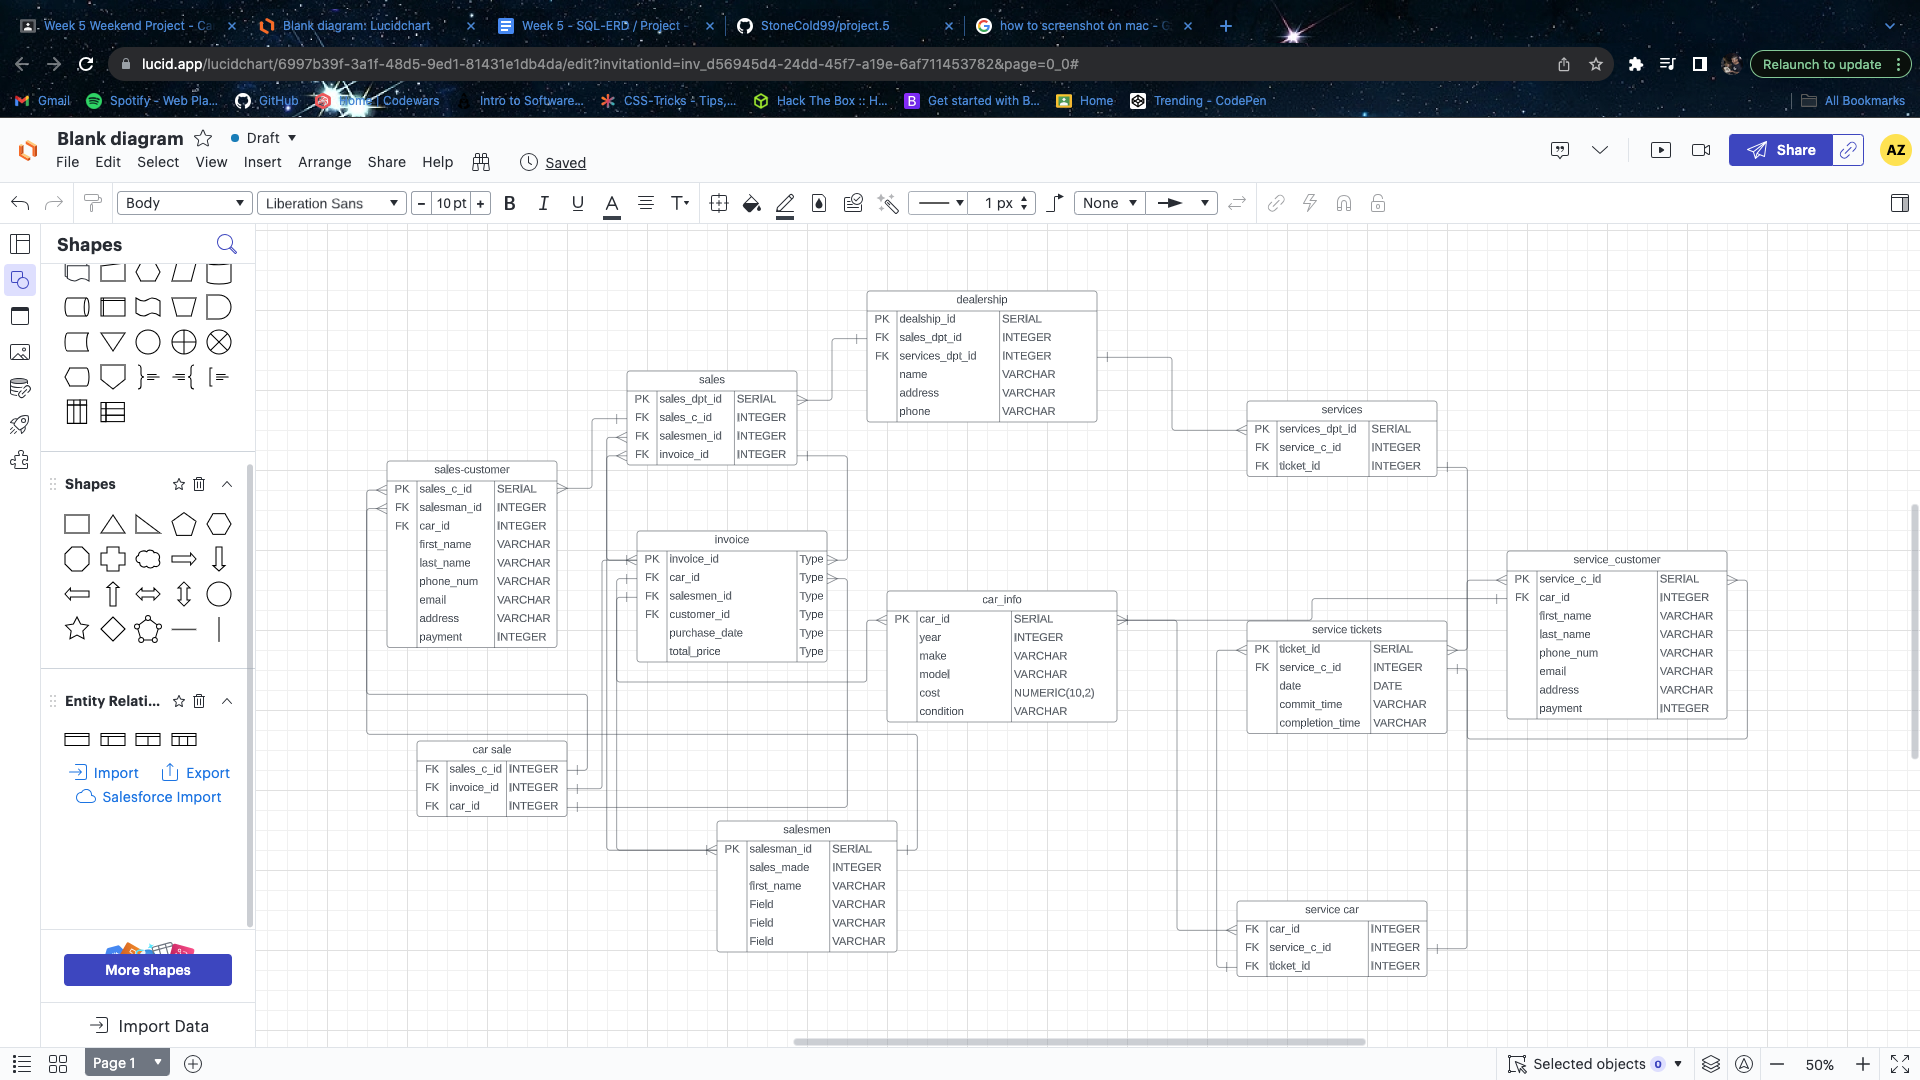 Week 5 Weekend Project - Ca
Blank diagram: Lucidchart
Week 5 - SQL-ERD / Project -
StoneCold99/project.5
how to screenshot on mac - G
lucid.app/lucidchart/6997b39f-3a1f-48d5-9ed1-81431e1db4da/edit?invitationId=inv_d56945d4-24dd-45f7-a19e-6af711453782&page=0_0#
Relaunch to update
Gmail
Spotify - Web Pla...
GitHub
Home | Codewars
Intro to Software...
CSS-Tricks - Tips,...
Hack The Box :: H...
Get started with B...
Home
Trending - CodePen
All Bookmarks
Blank diagram
Draft
File Edit Select View Insert Arrange Share Help
Saved
Share
AZ
Body
Liberation Sans
- 10 pt +
B I U A T
1 px
None
Shapes
Shapes
Entity Relati...
Import
Export
Salesforce Import
More shapes
Import Data
dealership
PK dealship_id SERIAL
FK sales_dpt_id INTEGER
FK services_dpt_id INTEGER
name VARCHAR
address VARCHAR
phone VARCHAR
sales
PK sales_dpt_id SERIAL
FK sales_c_id INTEGER
FK salesmen_id INTEGER
FK invoice_id INTEGER
services
PK services_dpt_id SERIAL
FK service_c_id INTEGER
FK ticket_id INTEGER
sales-customer
PK sales_c_id SERIAL
FK salesman_id INTEGER
FK car_id INTEGER
first_name VARCHAR
last_name VARCHAR
phone_num VARCHAR
email VARCHAR
address VARCHAR
payment INTEGER
invoice
PK invoice_id Type
FK car_id Type
FK salesmen_id Type
FK customer_id Type
purchase_date Type
total_price Type
car_info
PK car_id SERIAL
year INTEGER
make VARCHAR
model VARCHAR
cost NUMERIC(10,2)
condition VARCHAR
service_customer
PK service_c_id SERIAL
FK car_id INTEGER
first_name VARCHAR
last_name VARCHAR
phone_num VARCHAR
email VARCHAR
address VARCHAR
payment INTEGER
service tickets
PK ticket_id SERIAL
FK service_c_id INTEGER
date DATE
commit_time VARCHAR
completion_time VARCHAR
car sale
FK sales_c_id INTEGER
FK invoice_id INTEGER
FK car_id INTEGER
salesmen
PK salesman_id SERIAL
sales_made INTEGER
first_name VARCHAR
Field VARCHAR
Field VARCHAR
Field VARCHAR
service car
FK car_id INTEGER
FK service_c_id INTEGER
FK ticket_id INTEGER
Page 1
Selected objects 0
50%